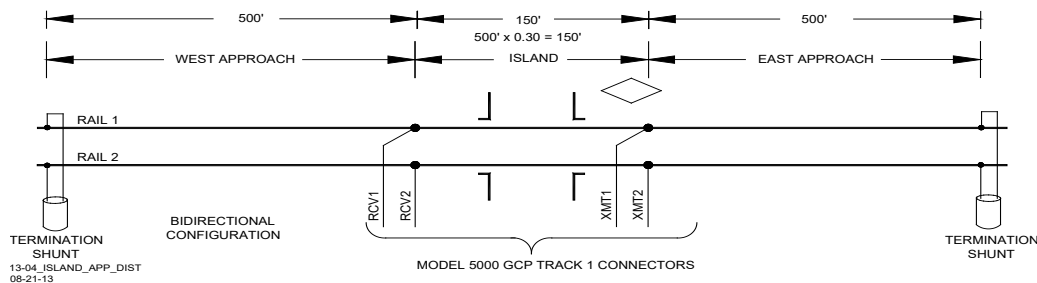 500' 150' 500'
500' x 0.30 = 150'
WEST APPROACH ISLAND EAST APPROACH
RAIL 1
RAIL 2
RCV1
RCV2
XMT1
XMT2
BIDIRECTIONAL
CONFIGURATION
TERMINATION
SHUNT
13-04_ISLAND_APP_DIST
08-21-13
MODEL 5000 GCP TRACK 1 CONNECTORS
TERMINATION
SHUNT